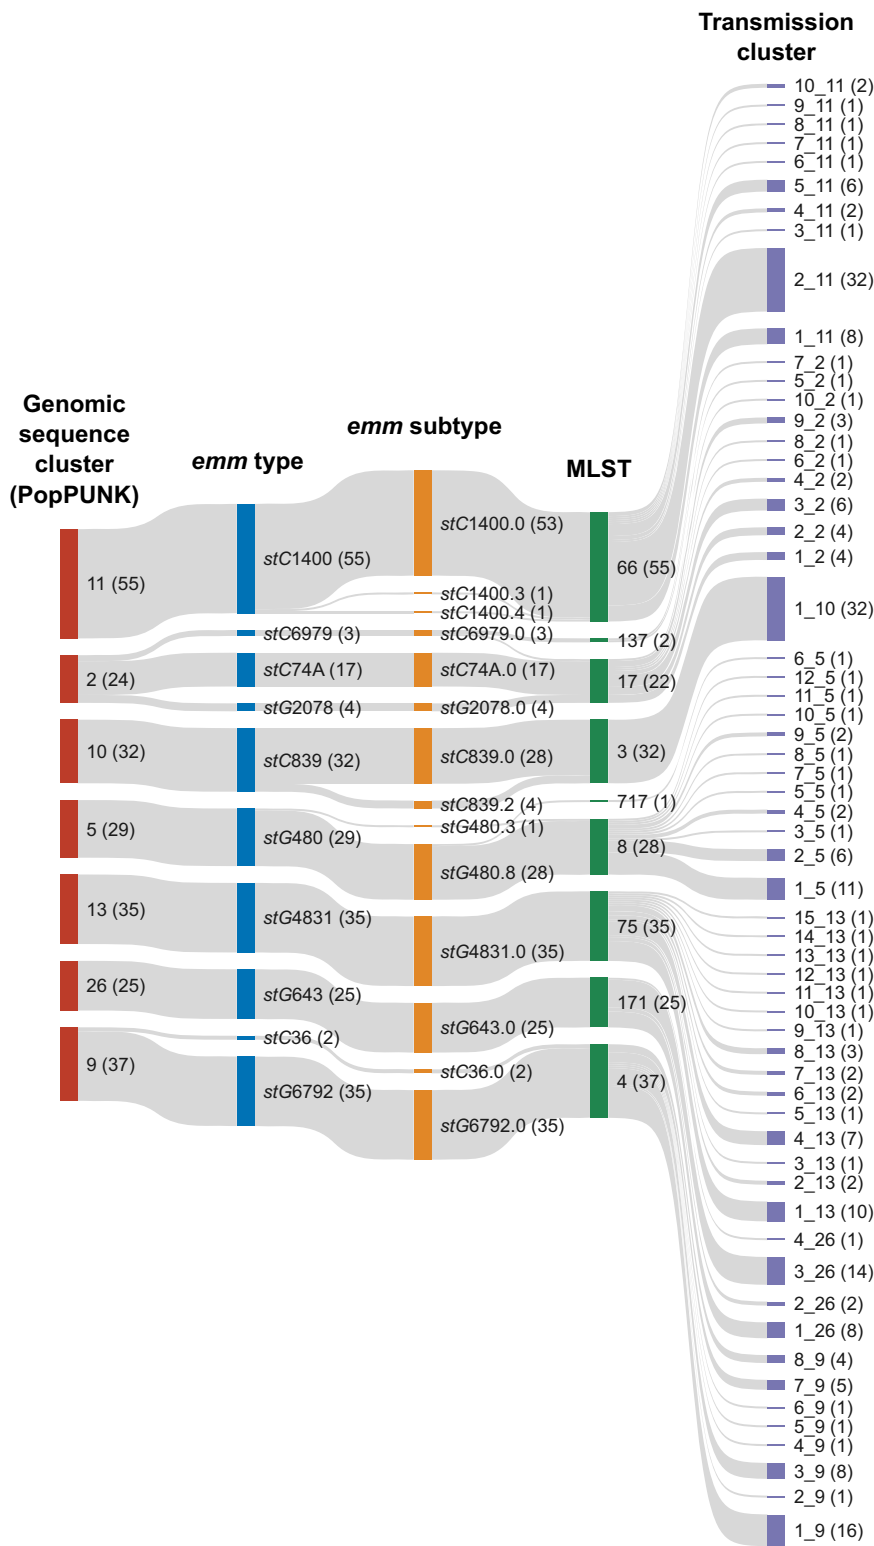 Transmission
cluster
10_11 (2)
9_11 (1)
8_11 (1)
7_11 (1)
6_11 (1)
5_11 (6)
4_11 (2)
3_11 (1)
2_11 (32)
1_11 (8)
7_2 (1)
5_2 (1)
10_2 (1)
9_2 (3)
8_2 (1)
6_2 (1)
4_2 (2)
3_2 (6)
2_2 (4)
1_2 (4)
1_10 (32)
6_5 (1)
12_5 (1)
11_5 (1)
10_5 (1)
9_5 (2)
8_5 (1)
7_5 (1)
5_5 (1)
4_5 (2)
3_5 (1)
2_5 (6)
1_5 (11)
15_13 (1)
14_13 (1)
13_13 (1)
12_13 (1)
11_13 (1)
10_13 (1)
9_13 (1)
8_13 (3)
7_13 (2)
6_13 (2)
5_13 (1)
4_13 (7)
3_13 (1)
2_13 (2)
1_13 (10)
4_26 (1)
3_26 (14)
2_26 (2)
1_26 (8)
8_9 (4)
7_9 (5)
6_9 (1)
5_9 (1)
4_9 (1)
3_9 (8)
2_9 (1)
1_9 (16)
Genomic
sequence
cluster
(PopPUNK)
11 (55)
2 (24)
10 (32)
5 (29)
13 (35)
26 (25)
9 (37)
emm type
stC1400 (55)
stC6979 (3)
stC74A (17)
stG2078 (4)
stC839 (32)
stG480 (29)
stG4831 (35)
stG643 (25)
stC36 (2)
stG6792 (35)
emm subtype
stC1400.0 (53)
stC1400.3 (1)
stC1400.4 (1)
stC6979.0 (3)
stC74A.0 (17)
stG2078.0 (4)
stC839.0 (28)
stC839.2 (4)
stG480.3 (1)
stG480.8 (28)
stG4831.0 (35)
stG643.0 (25)
stC36.0 (2)
stG6792.0 (35)
MLST
66 (55)
137 (2)
17 (22)
3 (32)
717 (1)
8 (28)
75 (35)
171 (25)
4 (37)